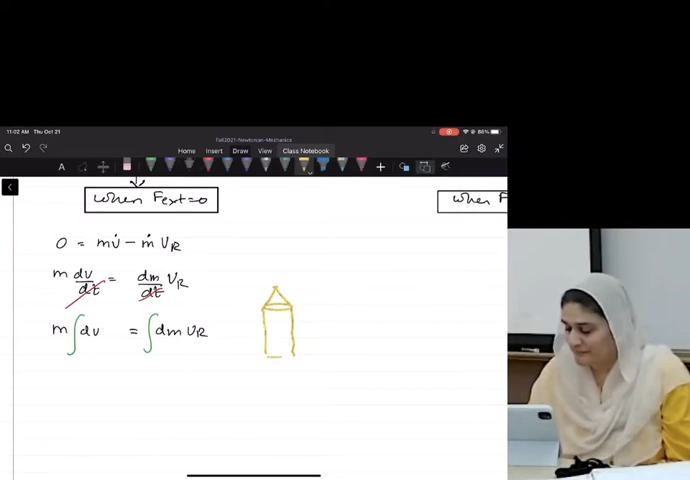 11:02 AM Thu Oct 21
86%
Fall2021-Newtonian-Mechanics
Home Insert Draw View Class Notebook
A
when Fext=0
when F
0 = mv̇ - ṁ VR
m dv/dt = dm/dt VR
m∫dv = ∫dm VR